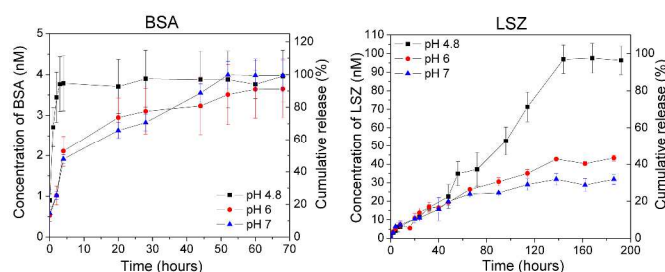 BSA
Concentration of BSA (nM)
5
4
3
2
1
0
100
80
60
40
20
0
Cumulative release (%)
pH 4.8
pH 6
pH 7
0 10 20 30 40 50 60 70
Time (hours)
LSZ
Concentration of LSZ (nM)
110
100
90
80
70
60
50
40
30
20
10
0
100
80
60
40
20
0
Cumulative release (%)
pH 4.8
pH 6
pH 7
0 40 80 120 160 200
Time (hours)